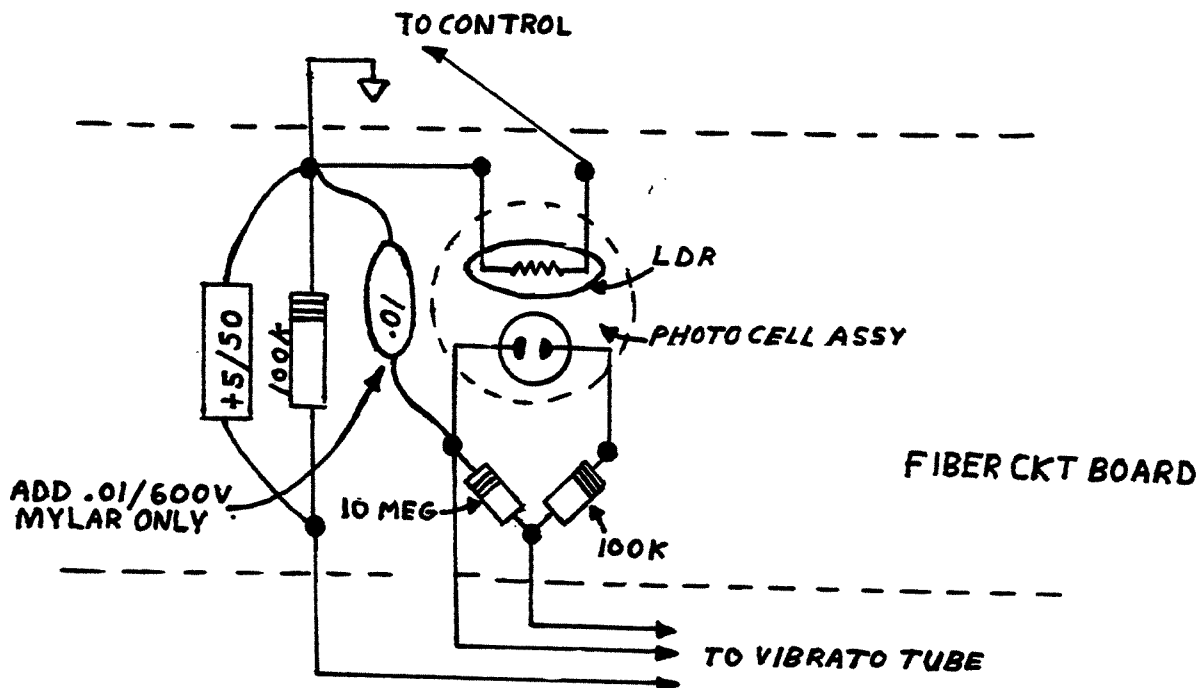 TO CONTROL
LDR
+5/50
100A
.01
PHOTO CELL ASSY
FIBER CKT BOARD
ADD .01/600V
MYLAR ONLY
10 MEG
100K
TO VIBRATO TUBE